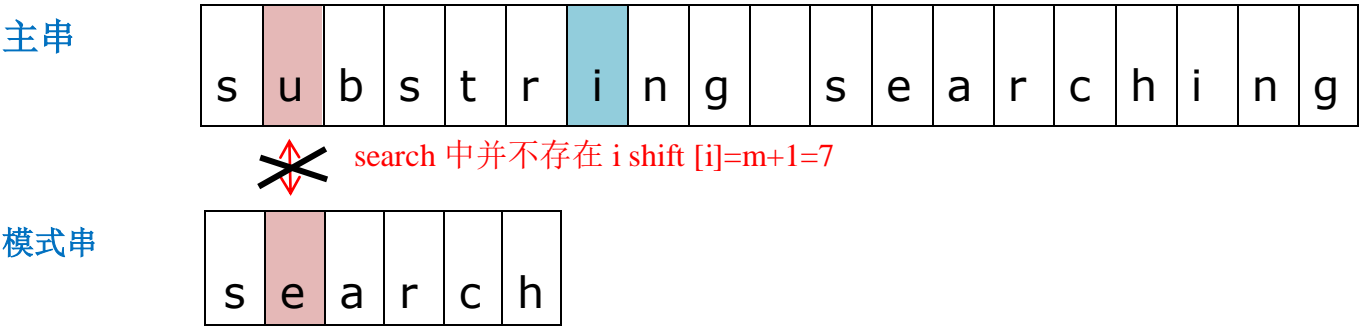 主串
s u b s t r i n g s e a r c h i n g
search 中并不存在 i shift [i]=m+1=7
模式串
s e a r c h